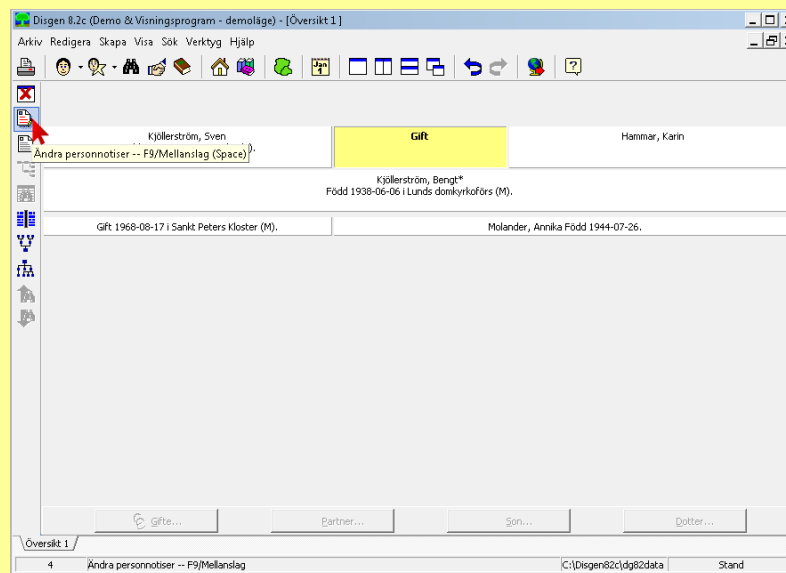 Disgen 8.2c (Demo & Visningsprogram - demoläge) - [Översikt 1]
Arkiv Redigera Skapa Visa Sök Verktyg Hjälp
Jan
1
?
Kjöllerström, Sven
Gift
Hammar, Karin
Ändra personnotiser -- F9/Mellanslag (Space)
).
Kjöllerström, Bengt*
Född 1938-06-06 i Lunds domkyrkoförs (M).
Gift 1968-08-17 i Sankt Peters Kloster (M).
Molander, Annika Född 1944-07-26.
Gifte...
Partner...
Son...
Dotter...
Översikt 1
4
Ändra personnotiser -- F9/Mellanslag
C:\Disgen82c\dg82data
Stand